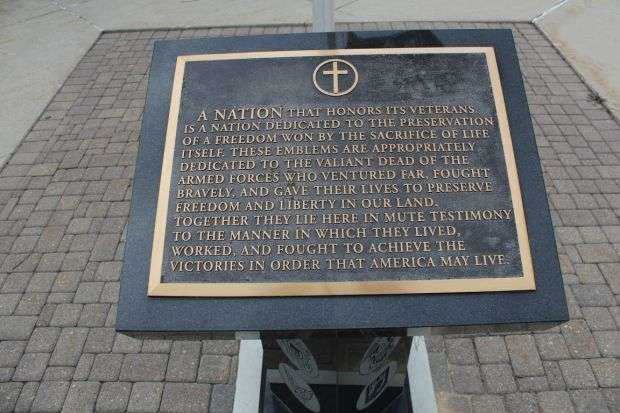 A NATION THAT HONORS ITS VETERANS
IS A NATION DEDICATED TO THE PRESERVATION
OF A FREEDOM WON BY THE SACRIFICE OF LIFE
ITSELF. THESE EMBLEMS ARE APPROPRIATELY
DEDICATED TO THE VALIANT DEAD OF THE
ARMED FORCES WHO VENTURED FAR, FOUGHT
BRAVELY, AND GAVE THEIR LIVES TO PRESERVE
FREEDOM AND LIBERTY IN OUR LAND.
TOGETHER THEY LIE HERE IN MUTE TESTIMONY
TO THE MANNER IN WHICH THEY LIVED,
WORKED, AND FOUGHT TO ACHIEVE THE
VICTORIES IN ORDER THAT AMERICA MAY LIVE.